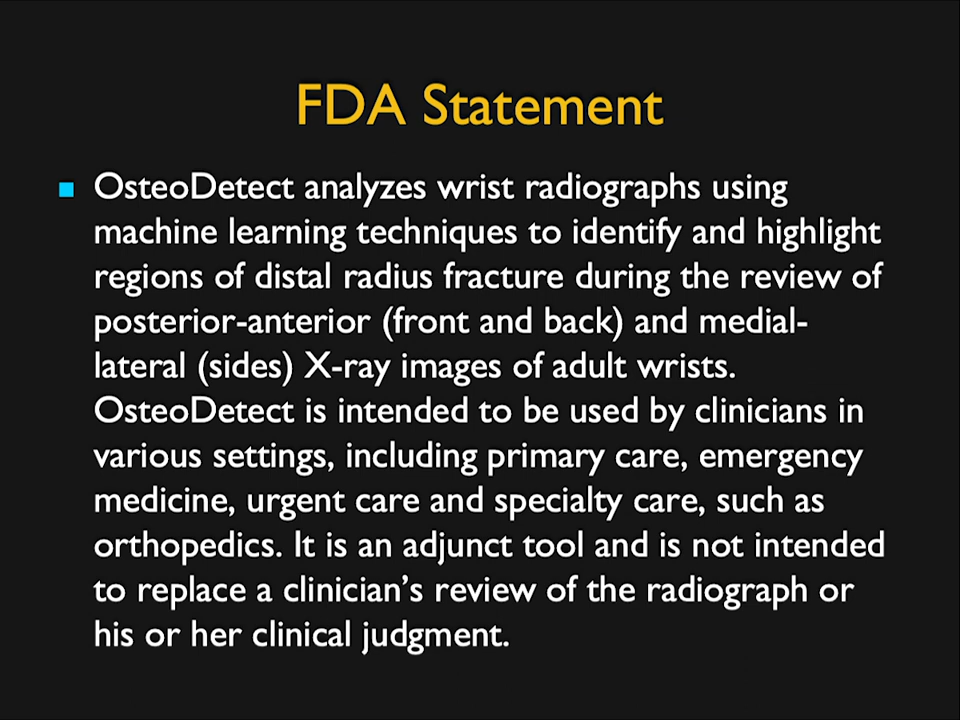 FDA Statement
OsteoDetect analyzes wrist radiographs using
machine learning techniques to identify and highlight
regions of distal radius fracture during the review of
posterior-anterior (front and back) and medial-
lateral (sides) X-ray images of adult wrists.
OsteoDetect is intended to be used by clinicians in
various settings, including primary care, emergency
medicine, urgent care and specialty care, such as
orthopedics. It is an adjunct tool and is not intended
to replace a clinician’s review of the radiograph or
his or her clinical judgment.